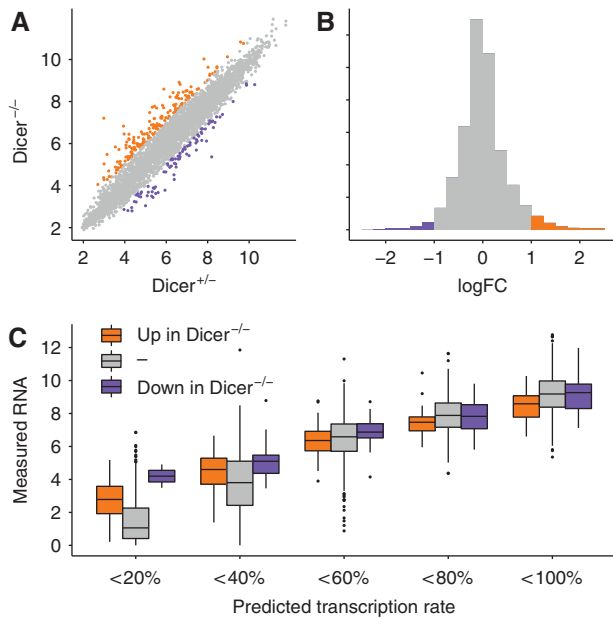 A
10
8
6
4
2
2 4 6 8 10
Dicer−/−
Dicer+/−
B
−2 −1 0 1 2
logFC
C
Up in Dicer−/−
−
Down in Dicer−/−
12
10
8
6
4
2
0
Measured RNA
<20% <40% <60% <80% <100%
Predicted transcription rate